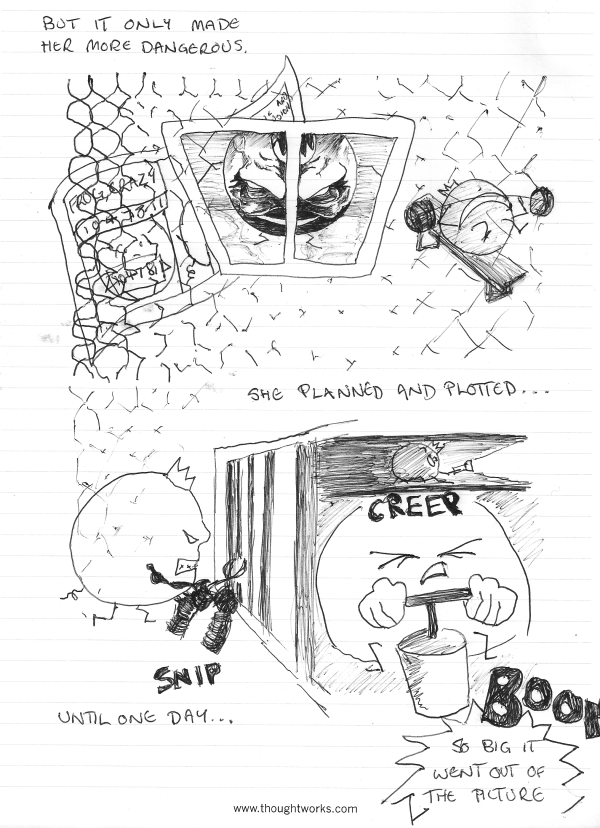 BUT IT ONLY MADE
HER MORE DANGEROUS.
SHE PLANNED AND PLOTTED...
CREEP
SNIP
UNTIL ONE DAY...
BOOM
SO BIG IT
WENT OUT OF
THE PICTURE
www.thoughtworks.com